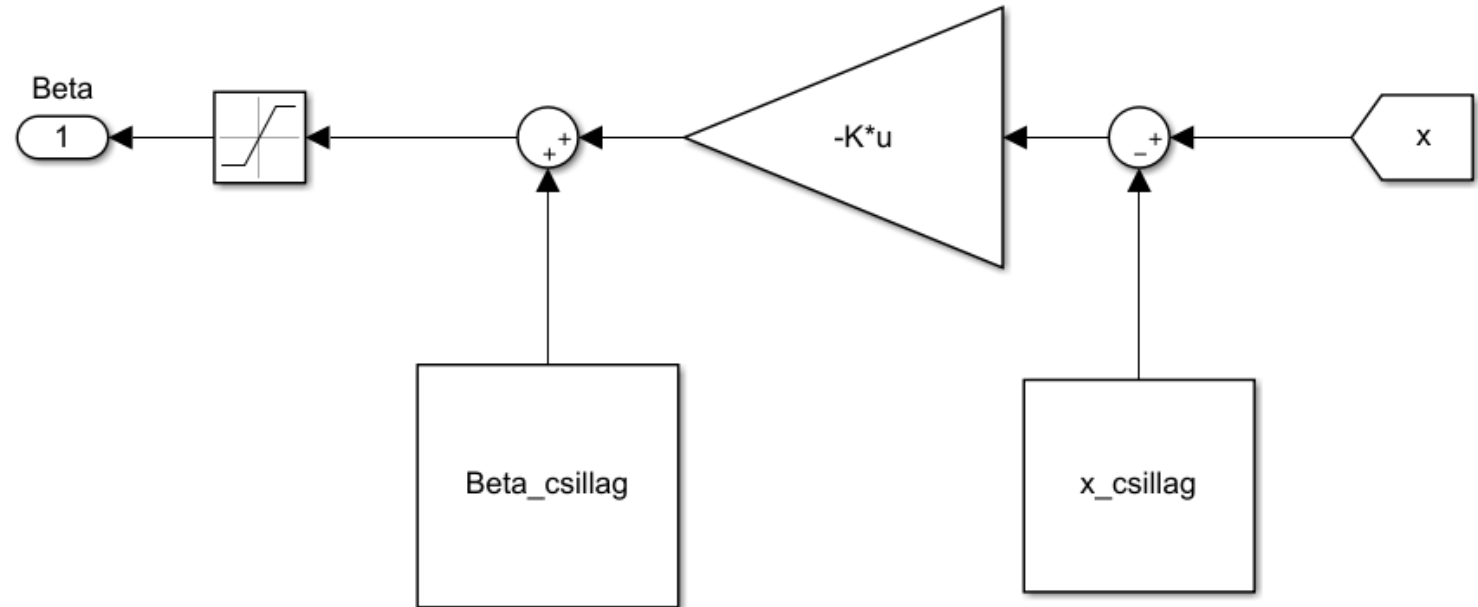 Beta
1
+
+
-K*u
+
−
x
Beta_csillag
x_csillag